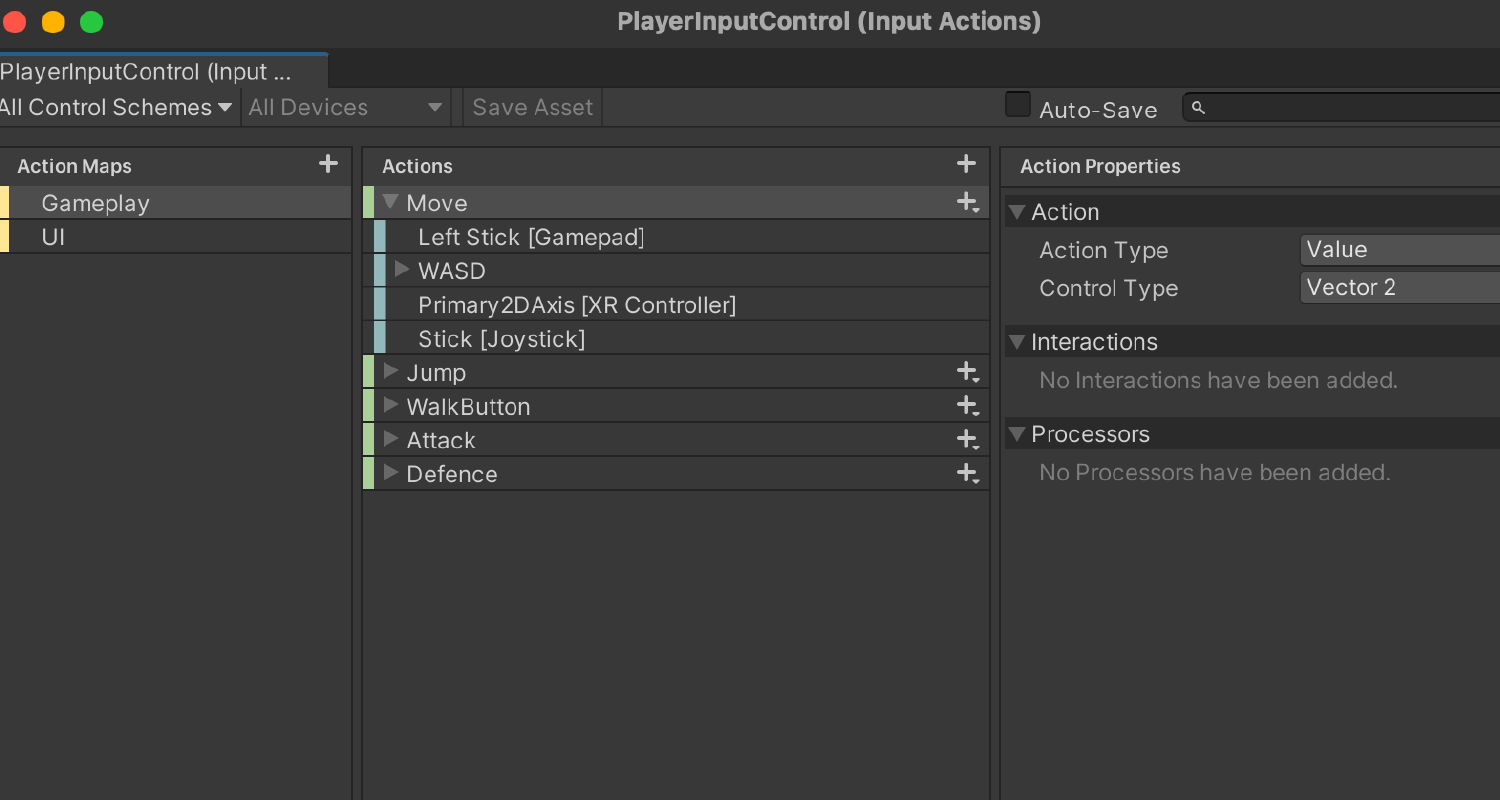 PlayerInputControl (Input Actions)
PlayerInputControl (Input ...
All Control Schemes All Devices Save Asset Auto-Save
Action Maps
Gameplay
UI
Actions
Move
Left Stick [Gamepad]
WASD
Primary2DAxis [XR Controller]
Stick [Joystick]
Jump
WalkButton
Attack
Defence
Action Properties
Action
Action Type Value
Control Type Vector 2
Interactions
No Interactions have been added.
Processors
No Processors have been added.